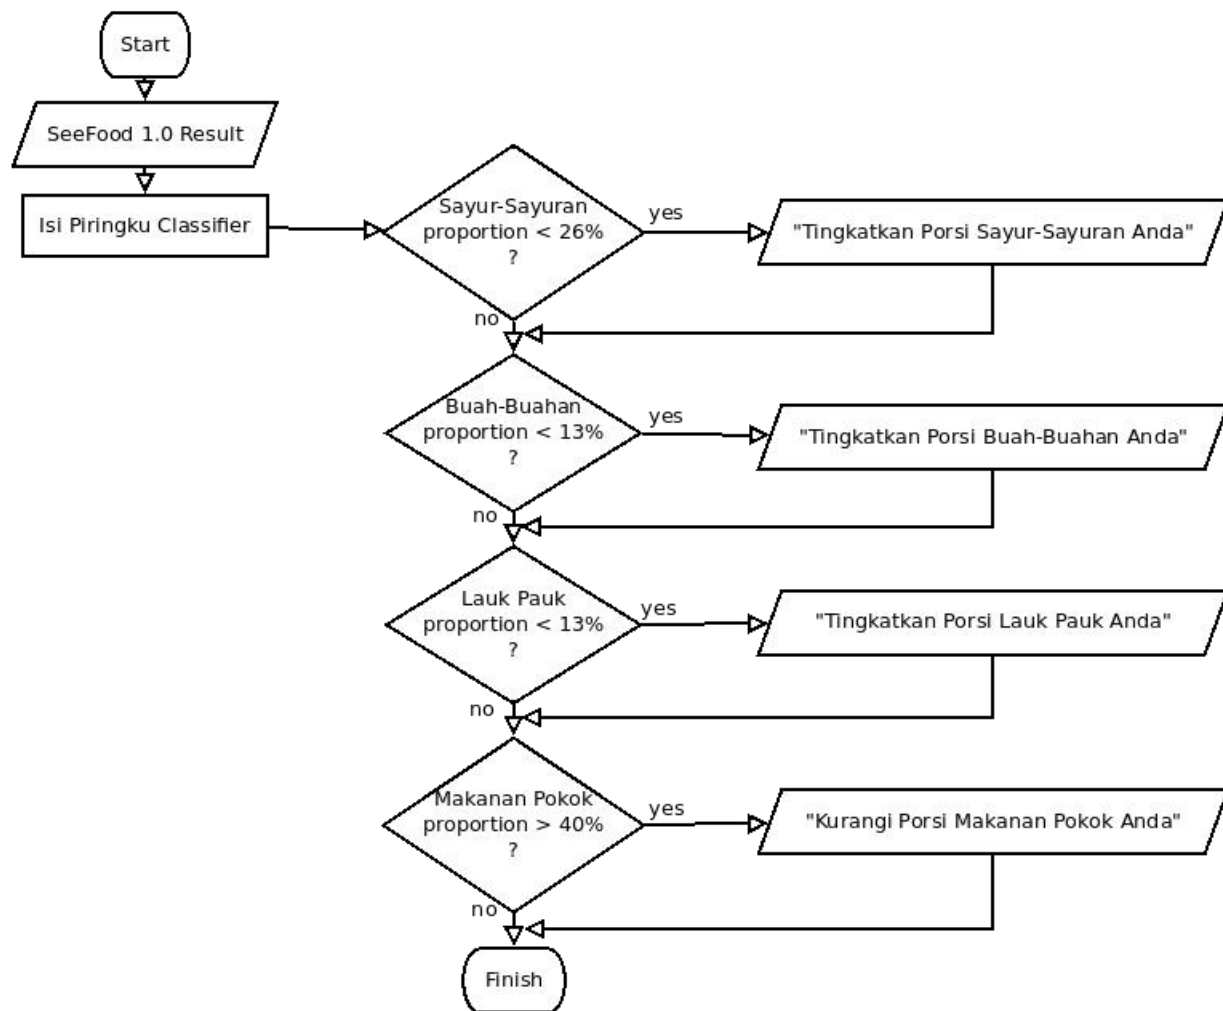 Start
SeeFood 1.0 Result
Isi Piringku Classifier
Sayur-Sayuran
proportion < 26%
?
yes
"Tingkatkan Porsi Sayur-Sayuran Anda"
no
Buah-Buahan
proportion < 13%
?
yes
"Tingkatkan Porsi Buah-Buahan Anda"
no
Lauk Pauk
proportion < 13%
?
yes
"Tingkatkan Porsi Lauk Pauk Anda"
no
Makanan Pokok
proportion > 40%
?
yes
"Kurangi Porsi Makanan Pokok Anda"
no
Finish